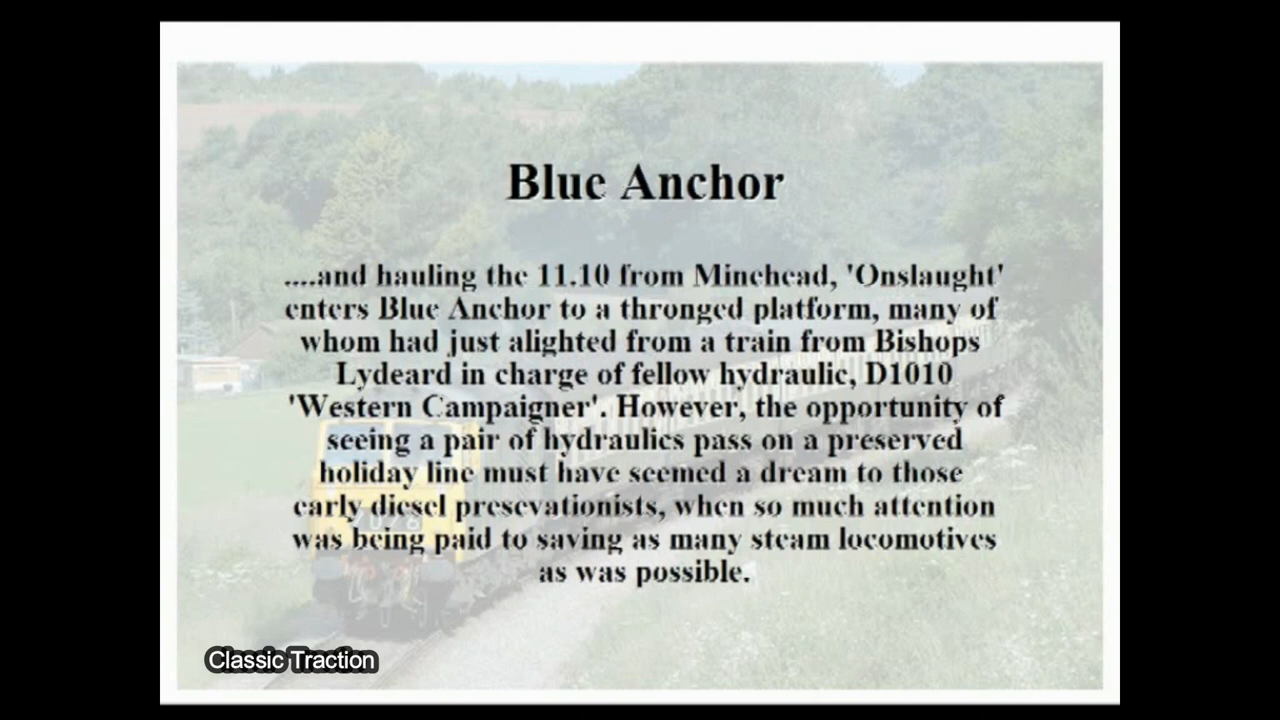 Blue Anchor
....and hauling the 11.10 from Minehead, 'Onslaught'
enters Blue Anchor to a thronged platform, many of
whom had just alighted from a train from Bishops
Lydeard in charge of fellow hydraulic, D1010
'Western Campaigner'. However, the opportunity of
seeing a pair of hydraulics pass on a preserved
holiday line must have seemed a dream to those
early diesel presevationists, when so much attention
was being paid to saving as many steam locomotives
as was possible.
7076
Classic Traction